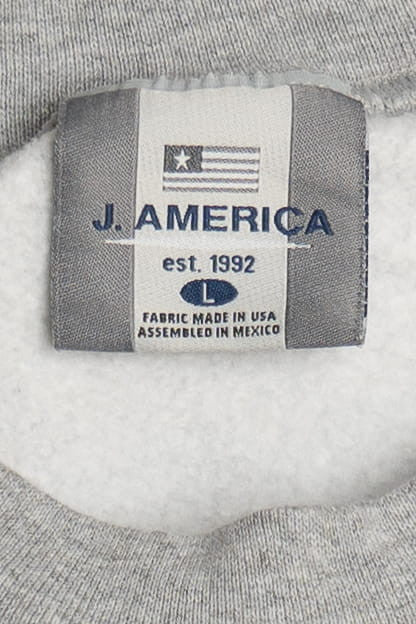 J. AMERICA
est. 1992
L
FABRIC MADE IN USA
ASSEMBLED IN MEXICO